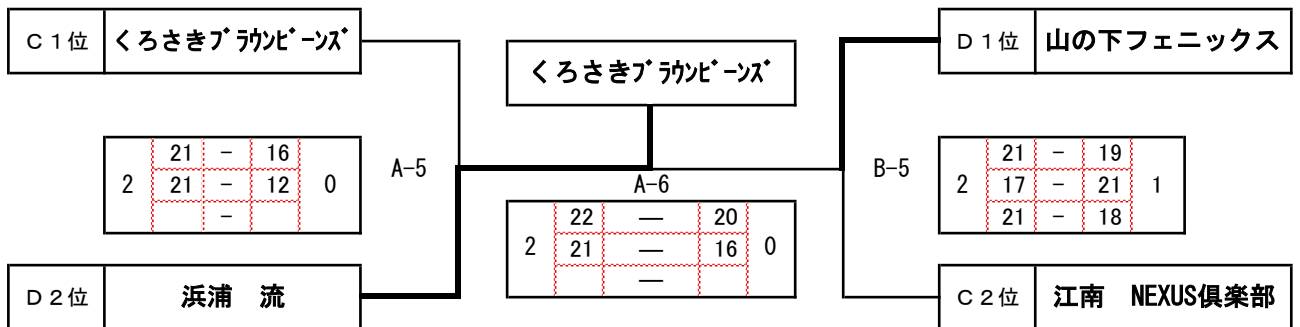 C1位 くろさきブラウンビーンズ
D1位 山の下フェニックス
くろさきブラウンビーンズ
21 - 16
2 21 - 12 0
-
A-5
B-5
21 - 19
2 17 - 21 1
21 - 18
A-6
22 — 20
2 21 — 16 0
—
D2位 浜浦 流
C2位 江南 NEXUS倶楽部